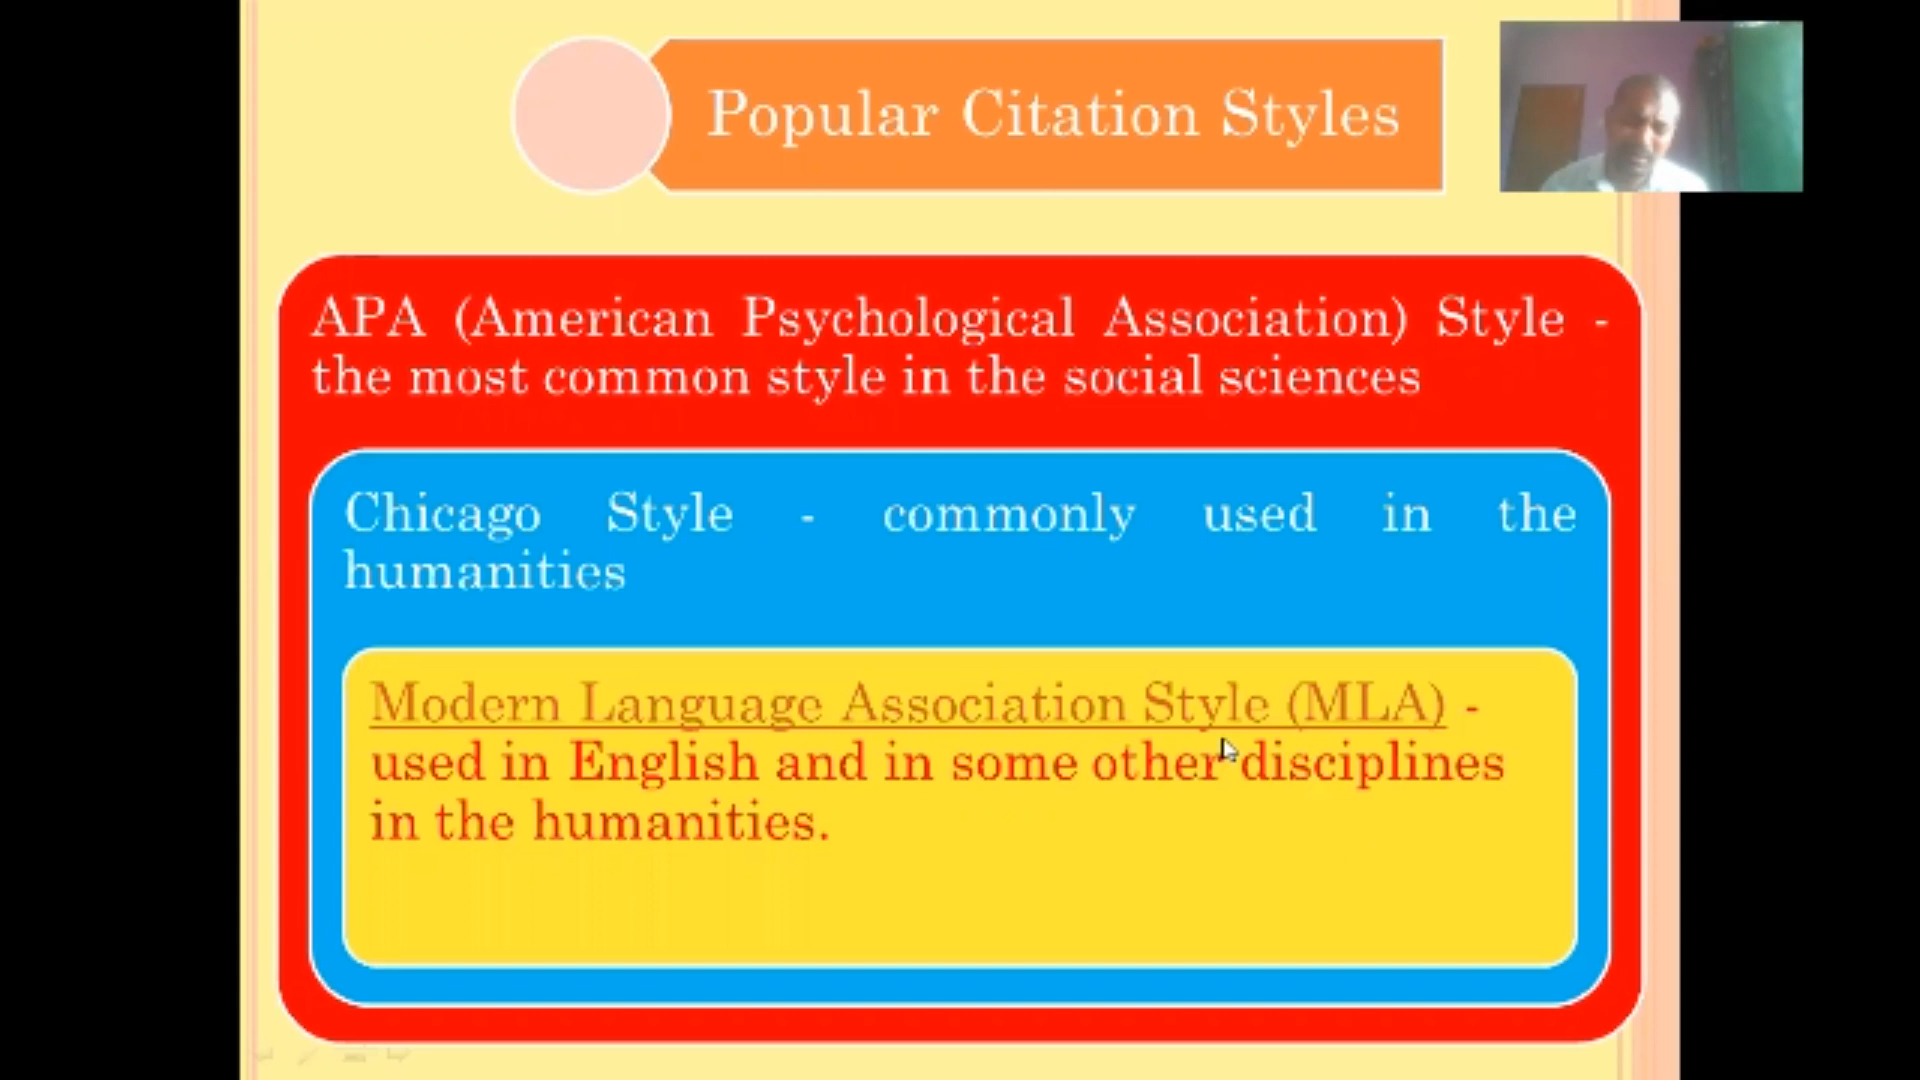 Popular Citation Styles
APA (American Psychological Association) Style -
the most common style in the social sciences
Chicago Style - commonly used in the
humanities
Modern Language Association Style (MLA) -
used in English and in some other disciplines
in the humanities.